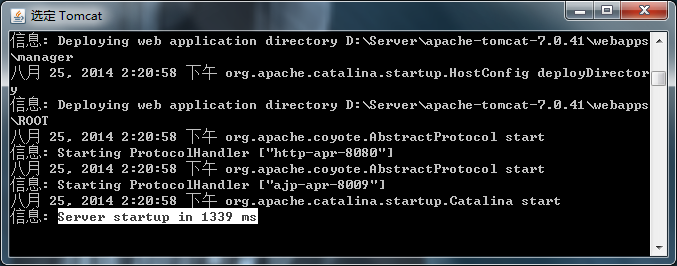 选定 Tomcat
信息: Deploying web application directory D:\Server\apache-tomcat-7.0.41\webapps
\manager
八月 25, 2014 2:20:58 下午 org.apache.catalina.startup.HostConfig deployDirector
y
信息: Deploying web application directory D:\Server\apache-tomcat-7.0.41\webapps
\ROOT
八月 25, 2014 2:20:58 下午 org.apache.coyote.AbstractProtocol start
信息: Starting ProtocolHandler ["http-apr-8080"]
八月 25, 2014 2:20:58 下午 org.apache.coyote.AbstractProtocol start
信息: Starting ProtocolHandler ["ajp-apr-8009"]
八月 25, 2014 2:20:58 下午 org.apache.catalina.startup.Catalina start
信息: Server startup in 1339 ms